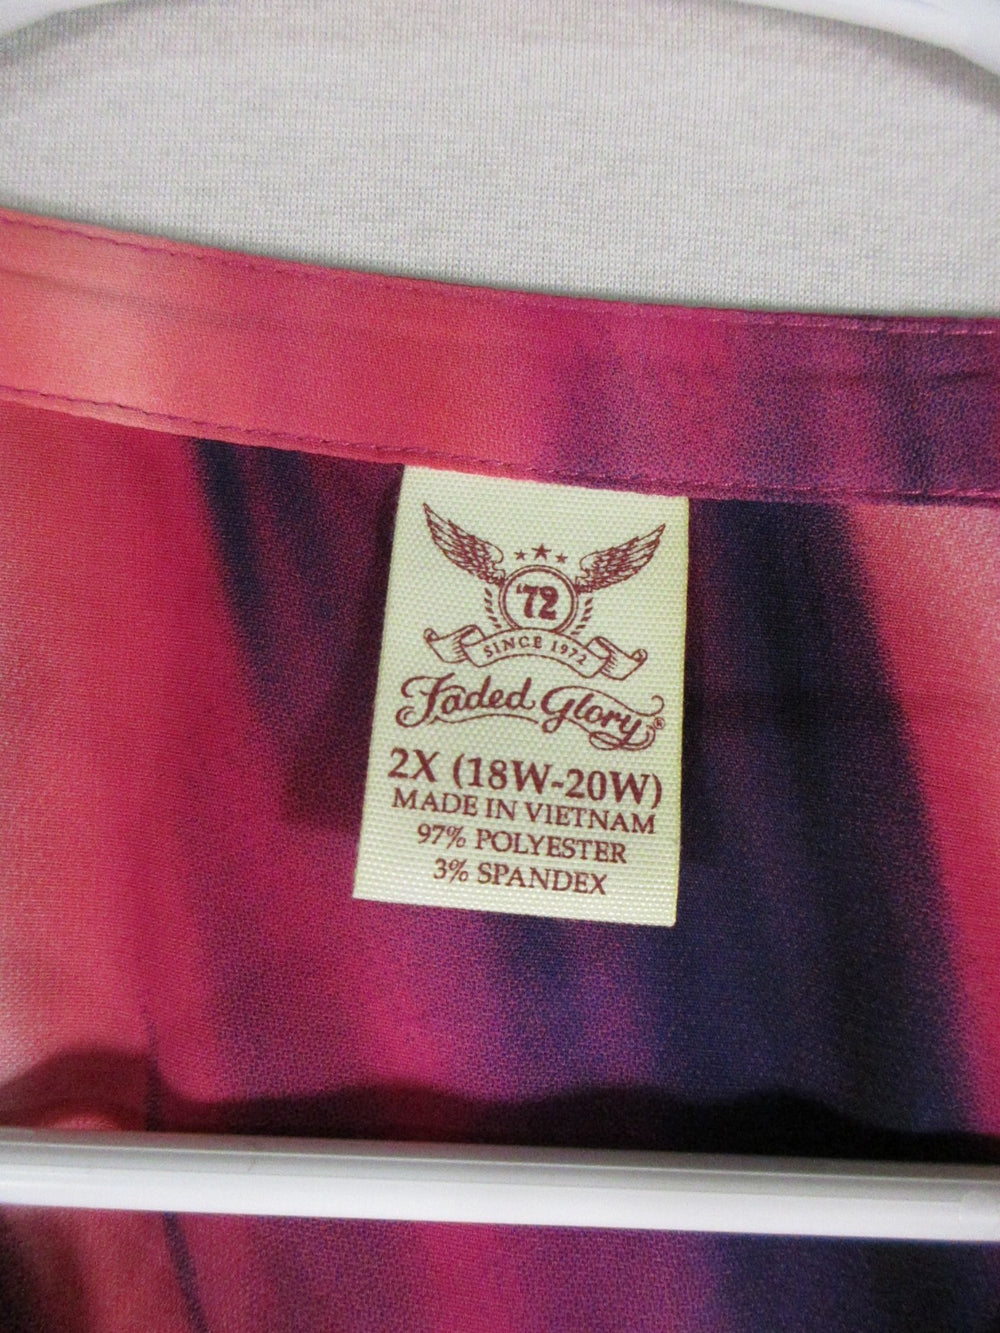 '72
SINCE 1972
Faded Glory®
2X (18W-20W)
MADE IN VIETNAM
97% POLYESTER
3% SPANDEX